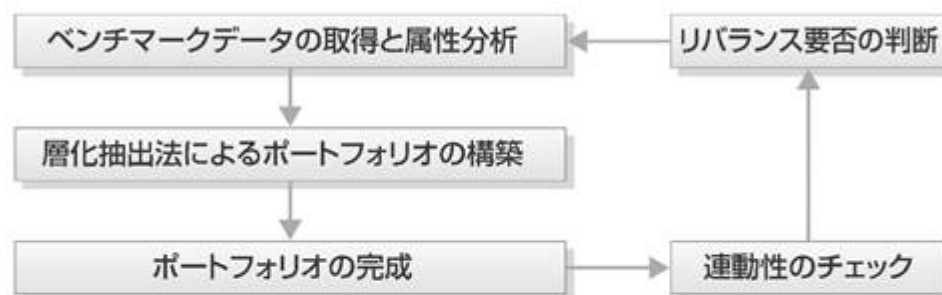 ベンチマークデータの取得と属性分析
リバランス要否の判断
層化抽出法によるポートフォリオの構築
ポートフォリオの完成
連動性のチェック